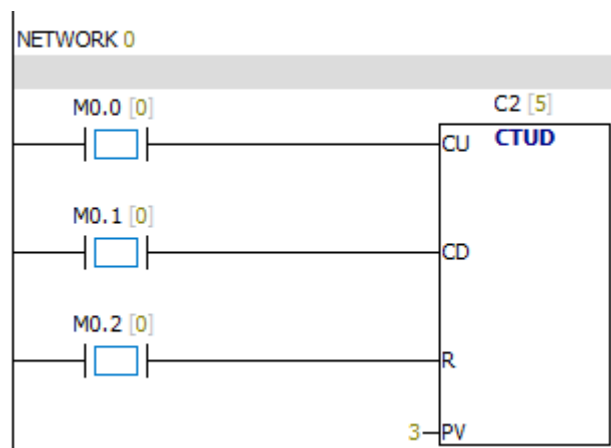 NETWORK 0
M0.0 [0]
C2 [5]
CU CTUD
M0.1 [0]
CD
M0.2 [0]
R
3 PV